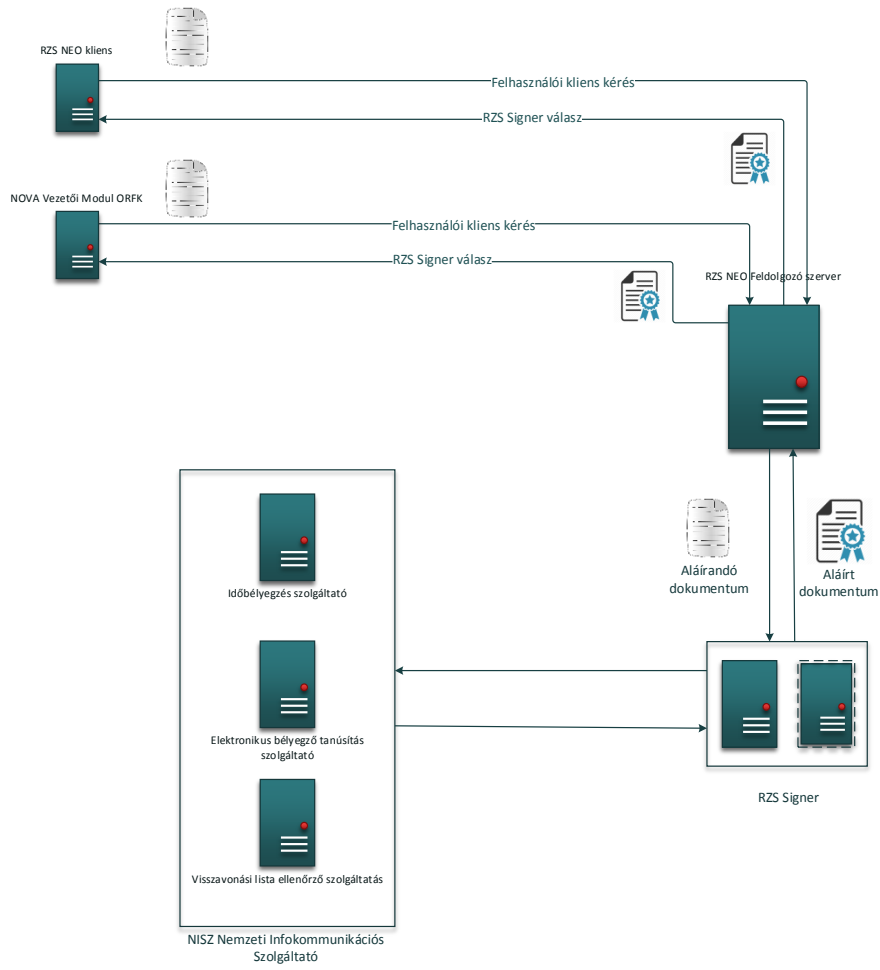 RZS NEO kliens
Felhasználói kliens kérés
RZS Signer válasz
NOVA Vezetői Modul ORFK
Felhasználói kliens kérés
RZS Signer válasz
RZS NEO Feldolgozó szerver
Aláírandó
dokumentum
Aláírt
dokumentum
Időbélyegzés szolgáltató
Elektronikus bélyegző tanúsítás
szolgáltató
Visszavonási lista ellenőrző szolgáltatás
RZS Signer
NISZ Nemzeti Infokommunikációs
Szolgáltató